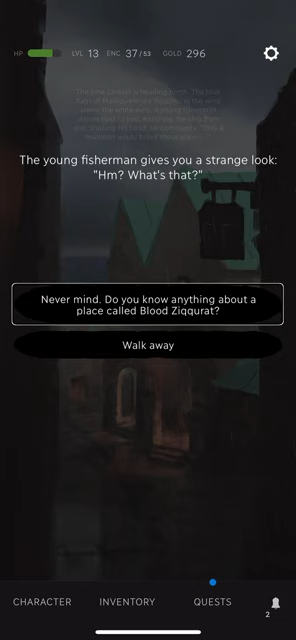 HP LVL 13 ENC 37/53 GOLD 296
The young fisherman gives you a strange look:
"Hm? What's that?"
Never mind. Do you know anything about a
place called Blood Ziqqurat?
Walk away
CHARACTER INVENTORY QUESTS
2